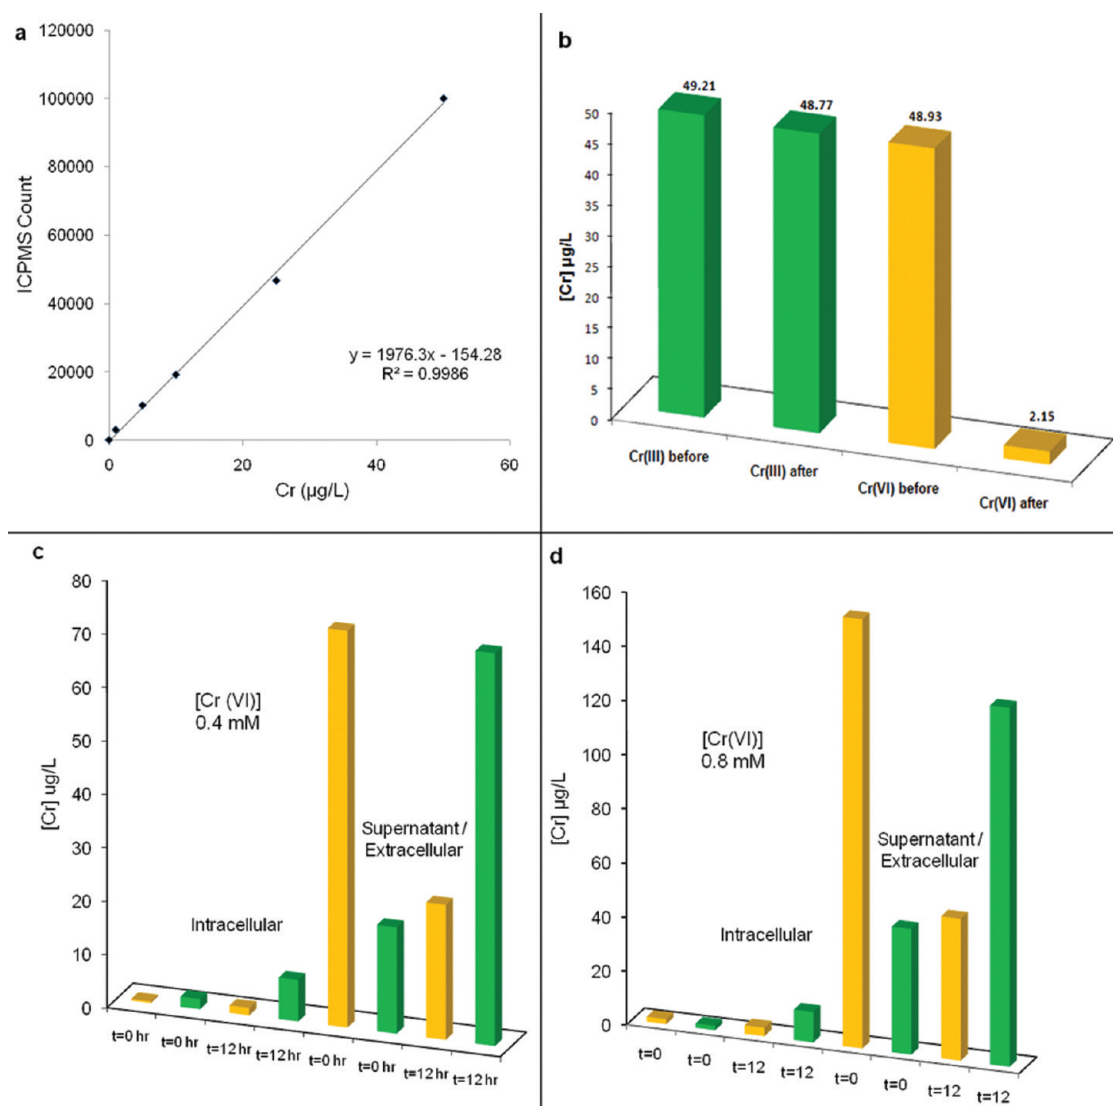 a
120000
100000
80000
60000
40000
20000
0
ICPMS Count
0
20
40
60
Cr (µg/L)
y = 1976.3x - 154.28
R² = 0.9986
b
[Cr] µg/L
50
45
40
35
30
25
20
15
10
5
0
49.21
48.77
48.93
2.15
Cr(III) before
Cr(III) after
Cr(VI) before
Cr(VI) after
c
80
70
60
50
40
30
20
10
0
[Cr] ug/L
[Cr (VI)]
0.4 mM
Intracellular
Supernatant /
Extracellular
t=0 hr
t=0 hr
t=12 hr
t=12 hr
t=0 hr
t=0 hr
t=12 hr
t=12 hr
d
160
140
120
100
80
60
40
20
0
[Cr] µg/L
[Cr(VI)]
0.8 mM
Intracellular
Supernatant /
Extracellular
t=0
t=0
t=12
t=12
t=0
t=0
t=12
t=12